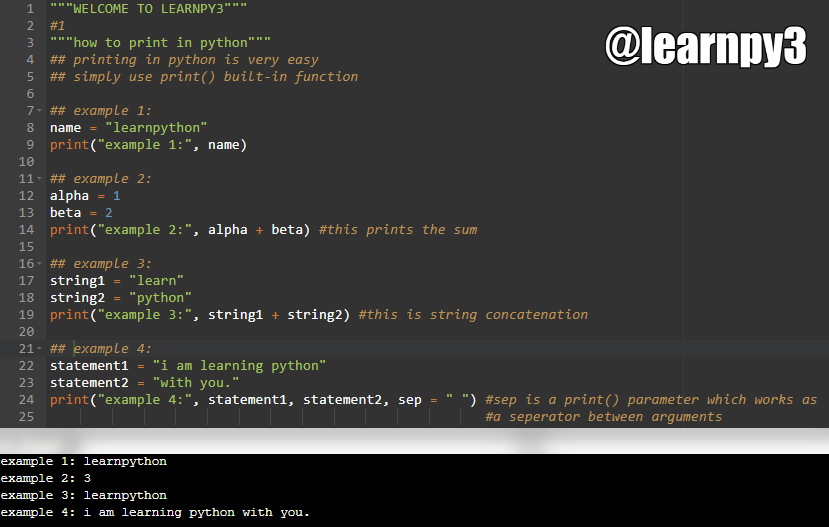 1 """WELCOME TO LEARNPY3"""
@learnpy3
2 #1
3 """how to print in python"""
4 ## printing in python is very easy
5 ## simply use print() built-in function
6
7 ## example 1:
8 name = "learnpython"
9 print("example 1:", name)
10
11 ## example 2:
12 alpha = 1
13 beta = 2
14 print("example 2:", alpha + beta) #this prints the sum
15
16 ## example 3:
17 string1 = "learn"
18 string2 = "python"
19 print("example 3:", string1 + string2) #this is string concatenation
20
21 ## example 4:
22 statement1 = "i am learning python"
23 statement2 = "with you."
24 print("example 4:", statement1, statement2, sep = " ") #sep is a print() parameter which works as
25 #a seperator between arguments
example 1: learnpython
example 2: 3
example 3: learnpython
example 4: i am learning python with you.